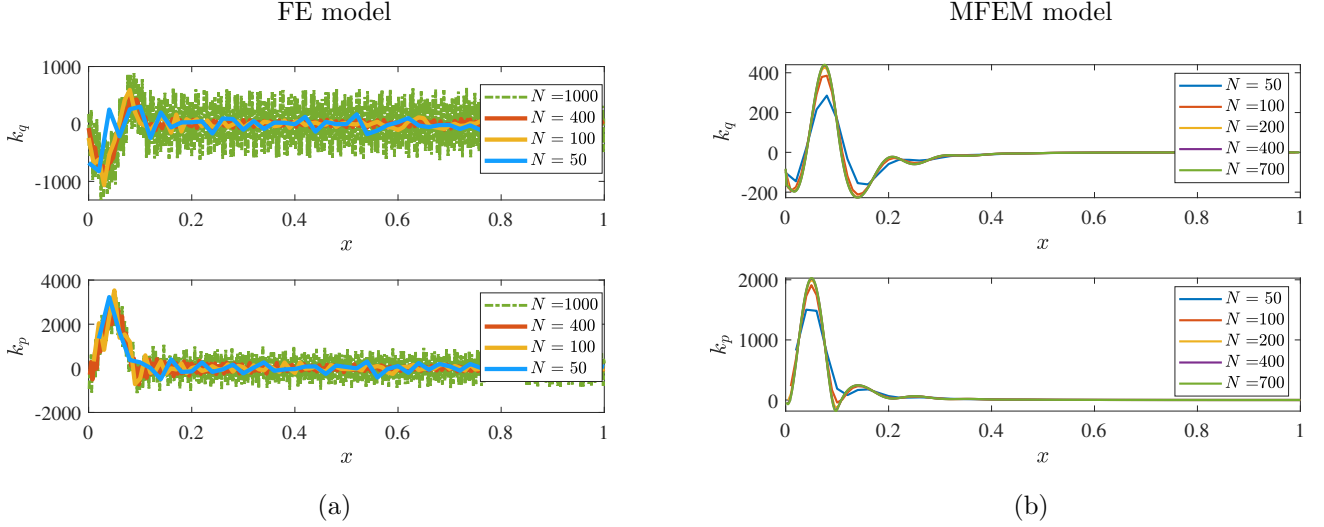 FE model
1000
0
-1000
k_q
N =1000
N = 400
N = 100
N = 50
0 0.2 0.4 0.6 0.8 1
x
4000
2000
0
-2000
k_p
N =1000
N = 400
N = 100
N = 50
0 0.2 0.4 0.6 0.8 1
x
(a)
MFEM model
400
200
0
-200
k_q
N = 50
N =100
N =200
N =400
N =700
0 0.2 0.4 0.6 0.8 1
x
2000
1000
0
k_p
N = 50
N =100
N =200
N =400
N =700
0 0.2 0.4 0.6 0.8 1
x
(b)